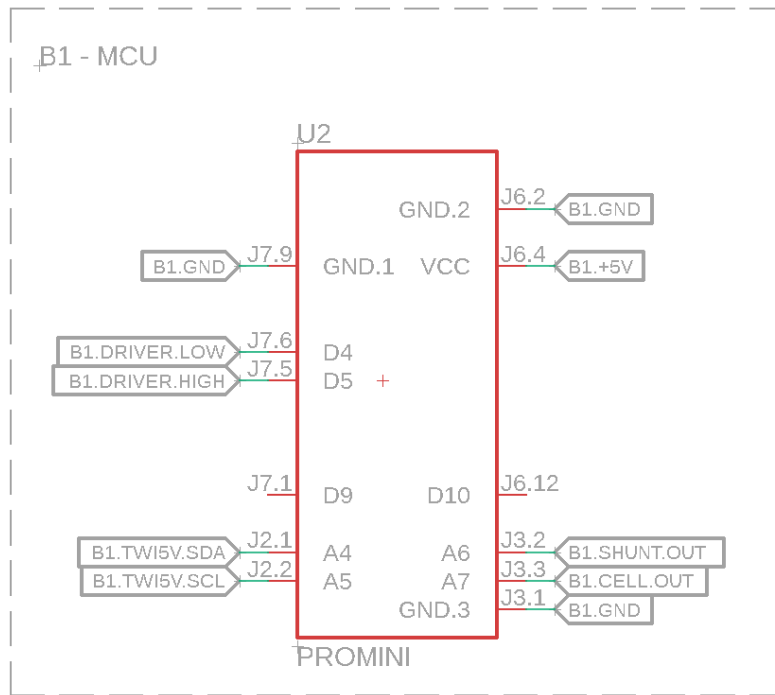 B1 - MCU
U2
GND.2 J6.2 B1.GND
B1.GND J7.9 GND.1 VCC J6.4 B1.+5V
B1.DRIVER.LOW J7.6 D4
B1.DRIVER.HIGH J7.5 D5
J7.1 D9 D10 J6.12
B1.TWI5V.SDA J2.1 A4 A6 J3.2 B1.SHUNT.OUT
B1.TWI5V.SCL J2.2 A5 A7 J3.3 B1.CELL.OUT
GND.3 J3.1 B1.GND
PROMINI